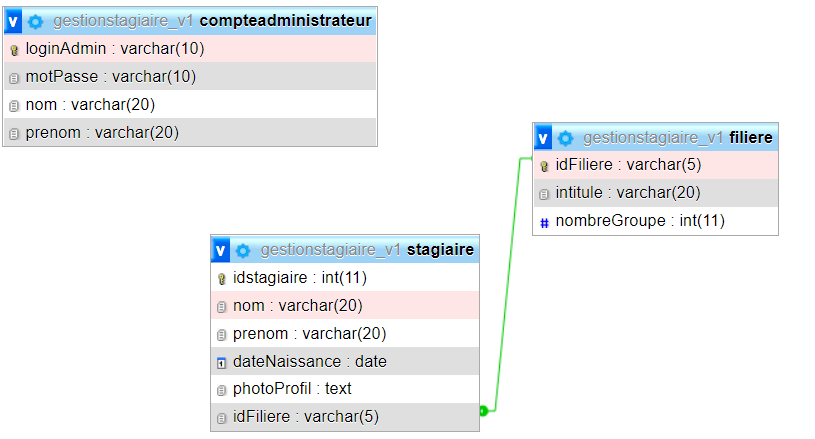 v gestionstagiaire_v1 compteadministrateur
loginAdmin : varchar(10)
motPasse : varchar(10)
nom : varchar(20)
prenom : varchar(20)
v gestionstagiaire_v1 filiere
idFiliere : varchar(5)
intitule : varchar(20)
# nombreGroupe : int(11)
v gestionstagiaire_v1 stagiaire
idstagiaire : int(11)
nom : varchar(20)
prenom : varchar(20)
dateNaissance : date
photoProfil : text
idFiliere : varchar(5)